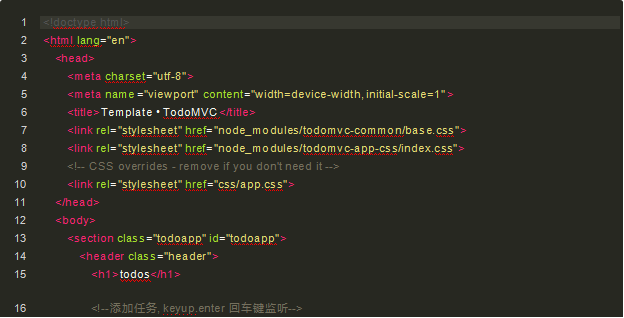 1 <!doctype html>
2 <html lang="en">
3 <head>
4 <meta charset="utf-8">
5 <meta name="viewport" content="width=device-width, initial-scale=1">
6 <title>Template • TodoMVC</title>
7 <link rel="stylesheet" href="node_modules/todomvc-common/base.css">
8 <link rel="stylesheet" href="node_modules/todomvc-app-css/index.css">
9 <!-- CSS overrides - remove if you don't need it -->
10 <link rel="stylesheet" href="css/app.css">
11 </head>
12 <body>
13 <section class="todoapp" id="todoapp">
14 <header class="header">
15 <h1>todos</h1>
16 <!--添加任务, keyup.enter 回车键监听-->